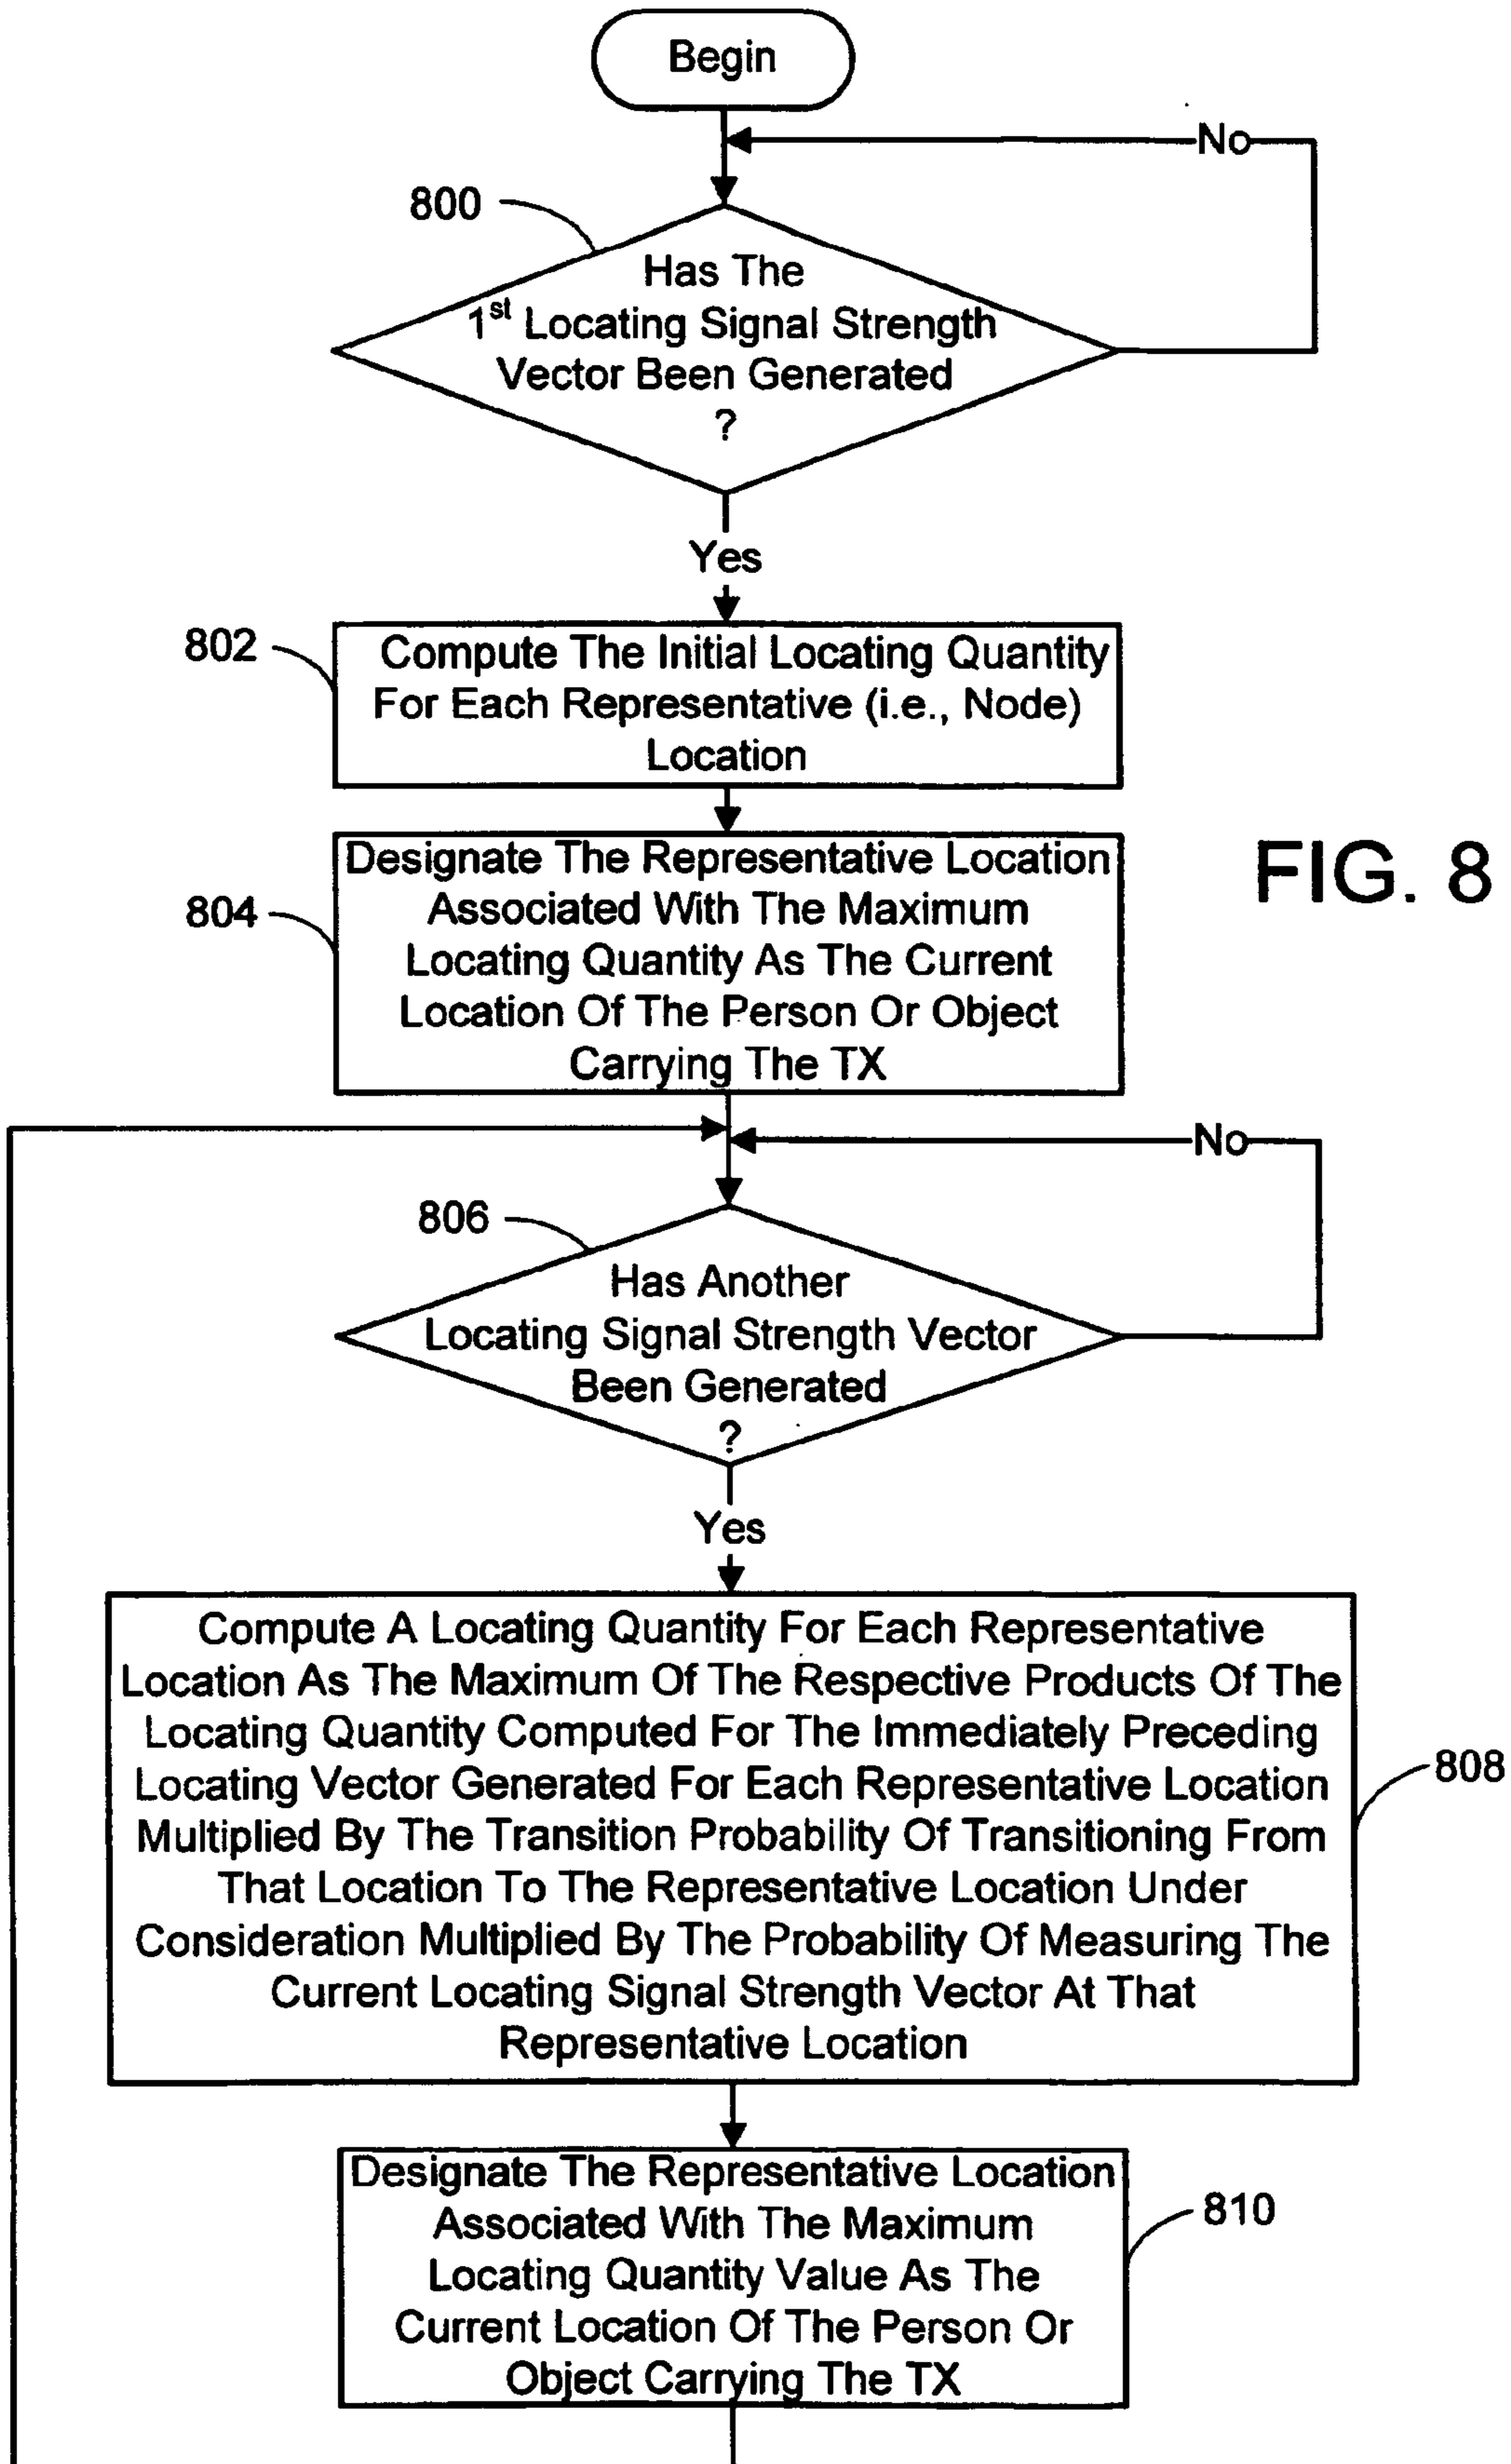 Begin
No
800
Has The
1st Locating Signal Strength
Vector Been Generated
?
Yes
802
Compute The Initial Locating Quantity
For Each Representative (i.e., Node)
Location
804
Designate The Representative Location
Associated With The Maximum
Locating Quantity As The Current
Location Of The Person Or Object
Carrying The TX
FIG. 8
No
806
Has Another
Locating Signal Strength Vector
Been Generated
?
Yes
Compute A Locating Quantity For Each Representative
Location As The Maximum Of The Respective Products Of The
Locating Quantity Computed For The Immediately Preceding
Locating Vector Generated For Each Representative Location
Multiplied By The Transition Probability Of Transitioning From
That Location To The Representative Location Under
Consideration Multiplied By The Probability Of Measuring The
Current Locating Signal Strength Vector At That
Representative Location
808
Designate The Representative Location
Associated With The Maximum
Locating Quantity Value As The
Current Location Of The Person Or
Object Carrying The TX
810